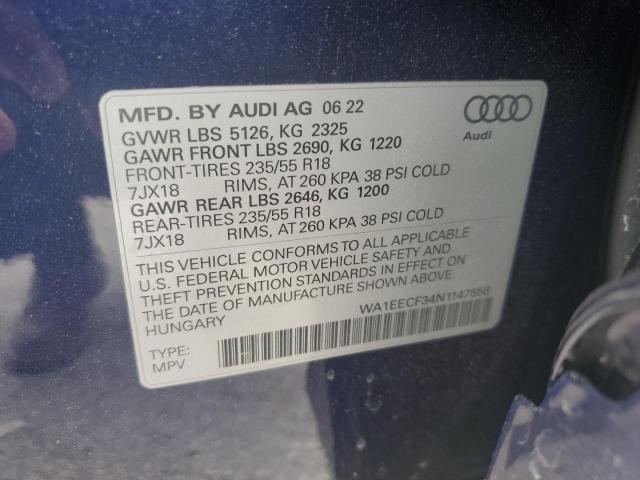 MFD. BY AUDI AG 06 22
GVWR LBS 5126, KG 2325
GAWR FRONT LBS 2690, KG 1220
FRONT-TIRES 235/55 R18
7JX18 RIMS, AT 260 KPA 38 PSI COLD
GAWR REAR LBS 2646, KG 1200
REAR-TIRES 235/55 R18
7JX18 RIMS, AT 260 KPA 38 PSI COLD
Audi
THIS VEHICLE CONFORMS TO ALL APPLICABLE
U.S. FEDERAL MOTOR VEHICLE SAFETY AND
THEFT PREVENTION STANDARDS IN EFFECT ON
THE DATE OF MANUFACTURE SHOWN ABOVE.
HUNGARY
WA1EECF34N1147558
TYPE:
MPV